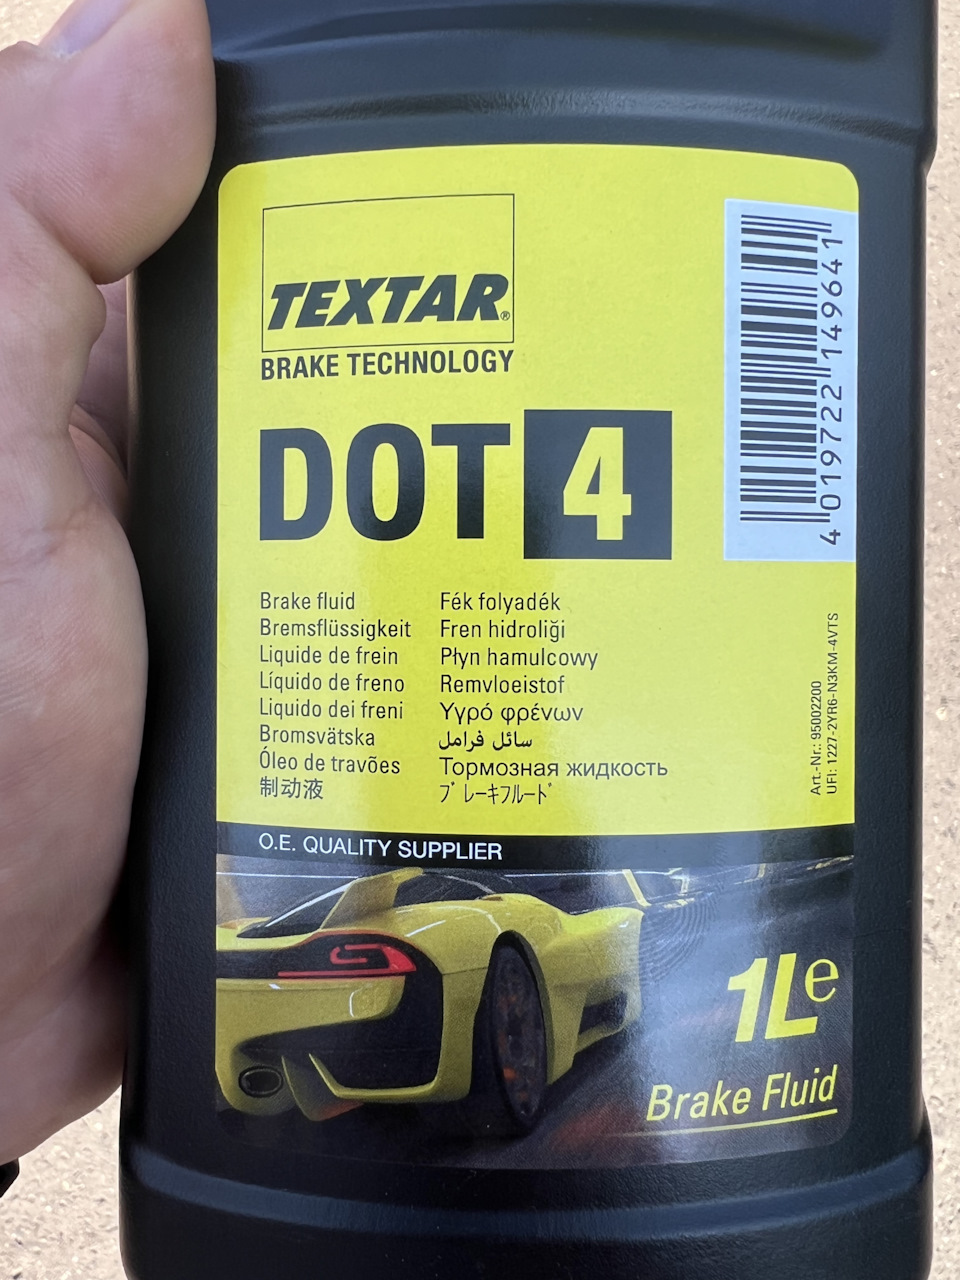 TEXTAR®
BRAKE TECHNOLOGY
DOT 4
4 019722 149641
Brake fluid
Bremsflüssigkeit
Liquide de frein
Líquido de freno
Liquido dei freni
Bromsvätska
Óleo de travões
制动液
Fék folyadék
Fren hidroliği
Płyn hamulcowy
Remvloeistof
Υγρό φρένων
سائل فرامل
Тормозная жидкость
ブレーキフルード
Art.-Nr.: 95002200
UFI: 1227-2YR6-N3KM-4VTS
O.E. QUALITY SUPPLIER
1L e
Brake Fluid